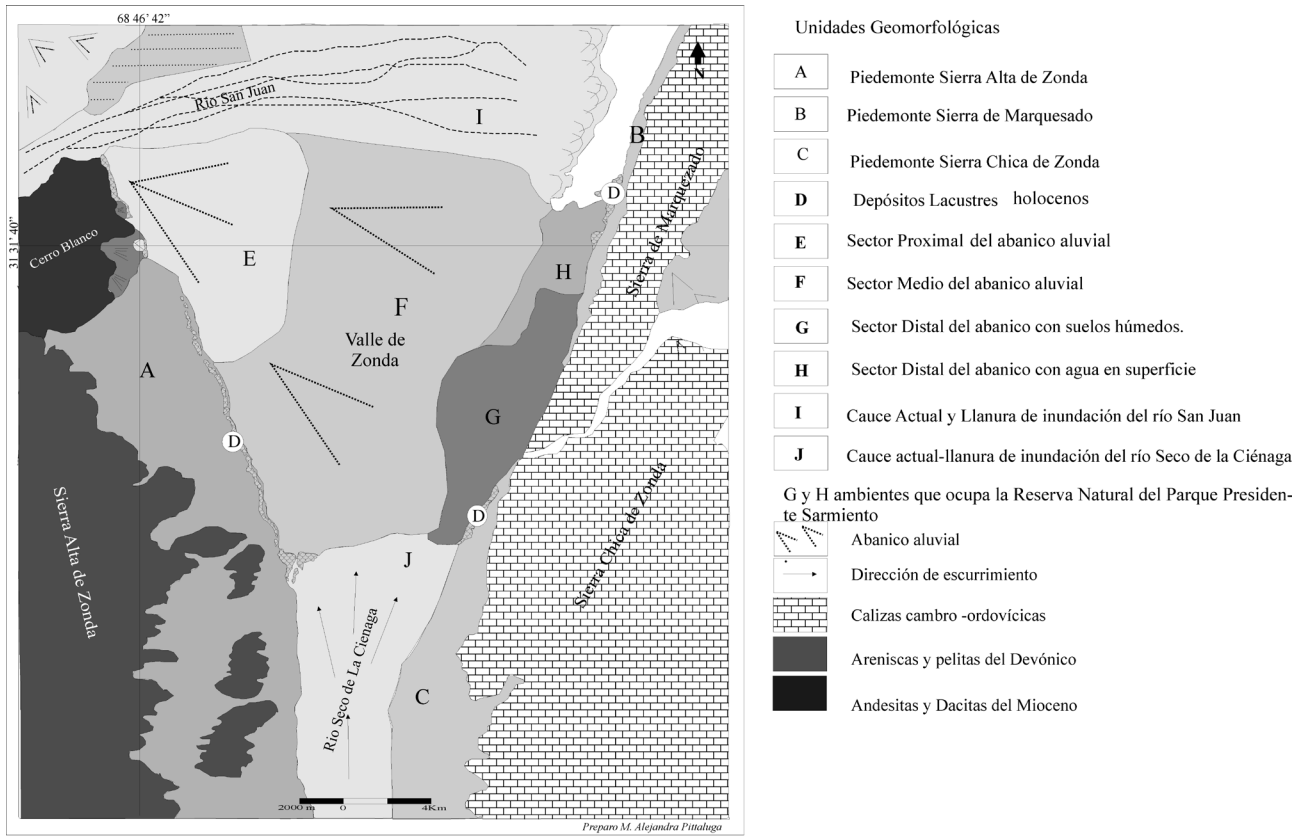 68 46' 42"
31 31' 40"
N
Rio San Juan
I
B
D
Sierra de Marquezado
Cerro Blanco
E
H
F
Valle de
Zonda
A
G
D
D
Sierra Alta de Zonda
Sierra Chica de Zonda
J
Rio Seco de La Cienaga
C
2000 m 0 4Km
Preparo M. Alejandra Pittaluga
Unidades Geomorfológicas
A Piedemonte Sierra Alta de Zonda
B Piedemonte Sierra de Marquesado
C Piedemonte Sierra Chica de Zonda
D Depósitos Lacustres holocenos
E Sector Proximal del abanico aluvial
F Sector Medio del abanico aluvial
G Sector Distal del abanico con suelos húmedos.
H Sector Distal del abanico con agua en superficie
I Cauce Actual y Llanura de inundación del río San Juan
J Cauce actual-llanura de inundación del río Seco de la Ciénaga
G y H ambientes que ocupa la Reserva Natural del Parque Presiden-
te Sarmiento
Abanico aluvial
Dirección de escurrimiento
Calizas cambro -ordovícicas
Areniscas y pelitas del Devónico
Andesitas y Dacitas del Mioceno